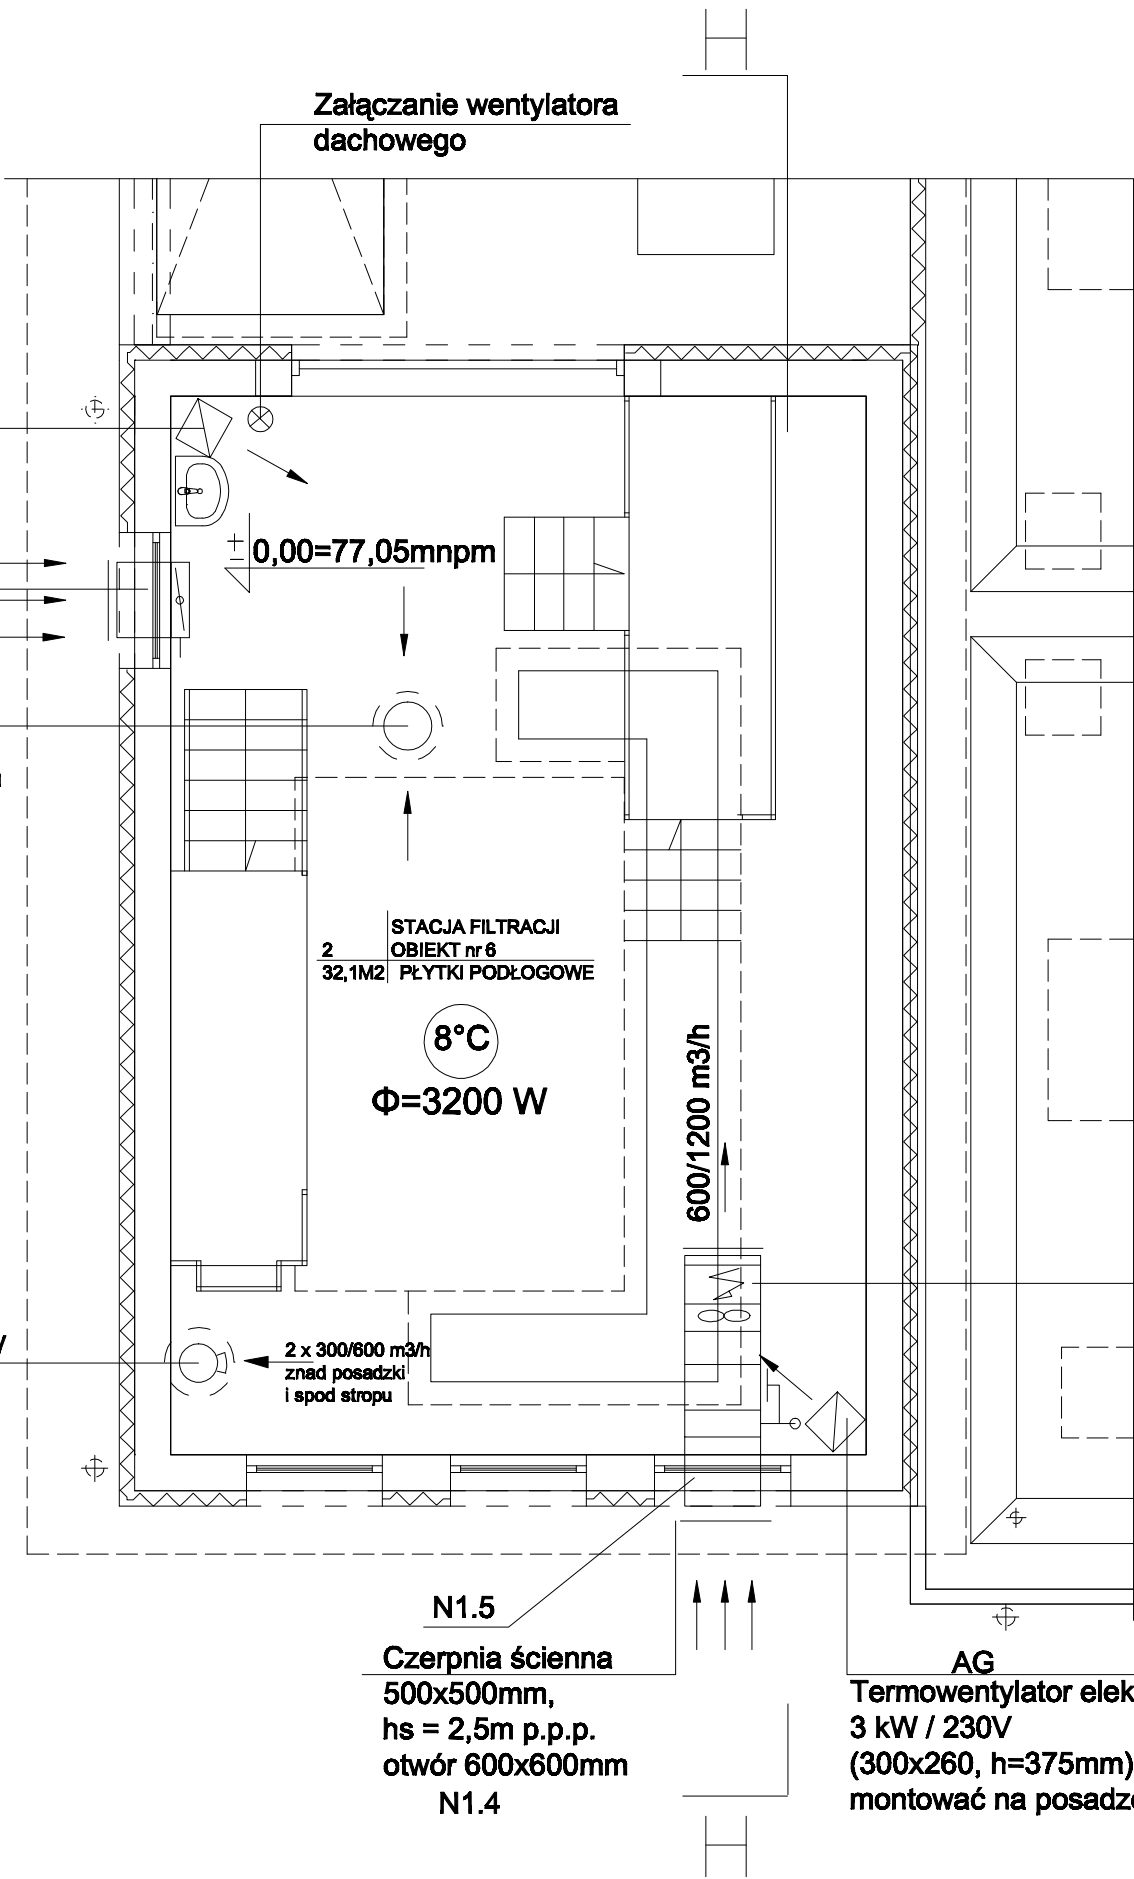 Załączanie wentylatora
dachowego
0,00=77,05mnpm
STACJA FILTRACJI
2 OBIEKT nr 6
32,1M2 PŁYTKI PODŁOGOWE
8°C
Φ=3200 W
600/1200 m3/h
2 x 300/600 m3/h
znad posadzki
i spod stropu
N1.5
Czerpnia ścienna
500x500mm,
hs = 2,5m p.p.p.
otwór 600x600mm
N1.4
AG
Termowentylator elek
3 kW / 230V
(300x260, h=375mm)
montować na posadz
H
H